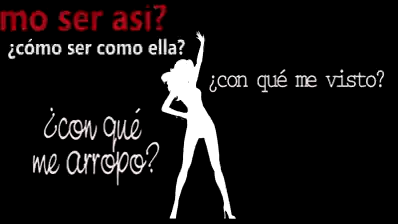 mo ser asi?
¿cómo ser como ella?
¿con qué me visto?
¿con qué
me arropo?